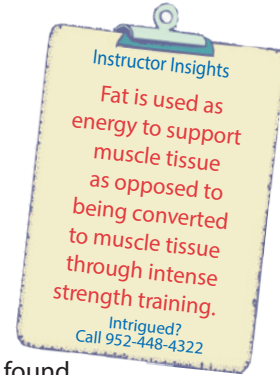 Instructor Insights
Fat is used as
energy to support
muscle tissue
as opposed to
being converted
to muscle tissue
through intense
strength training.
Intrigued?
Call 952-448-4322
found